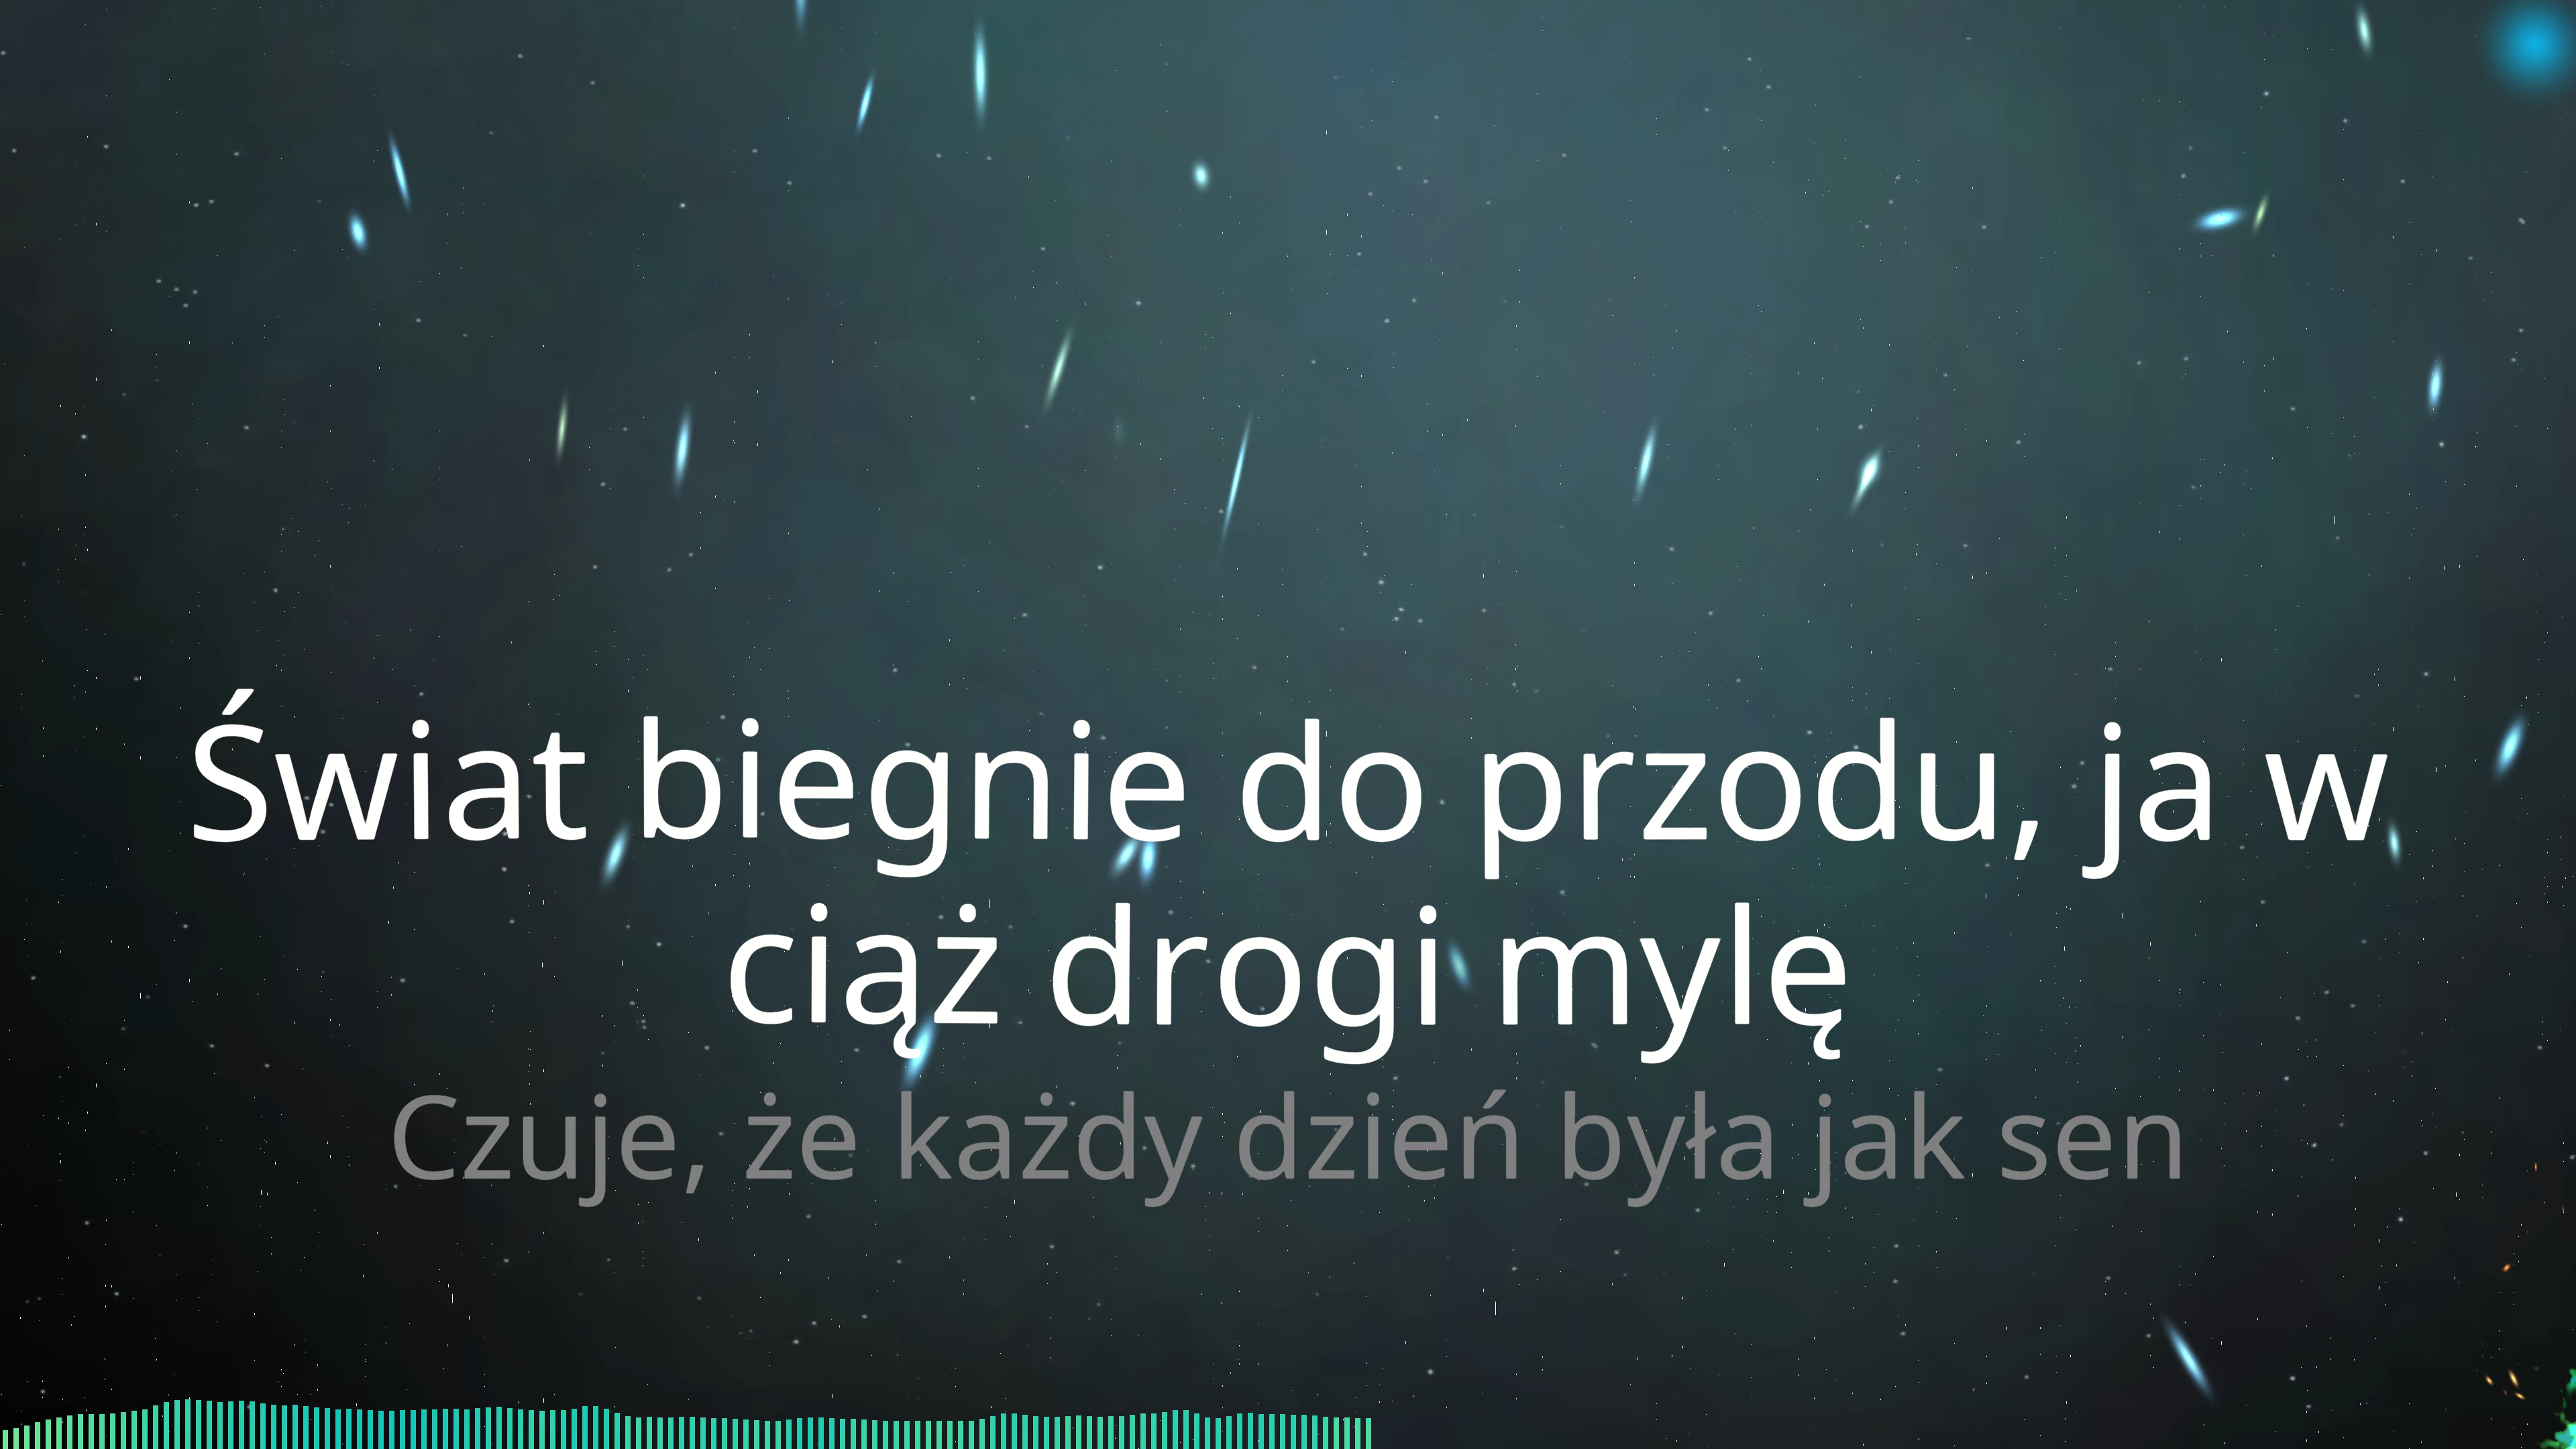 Świat biegnie do przodu, ja w
ciąż drogi mylę
Czuje, że każdy dzień była jak sen